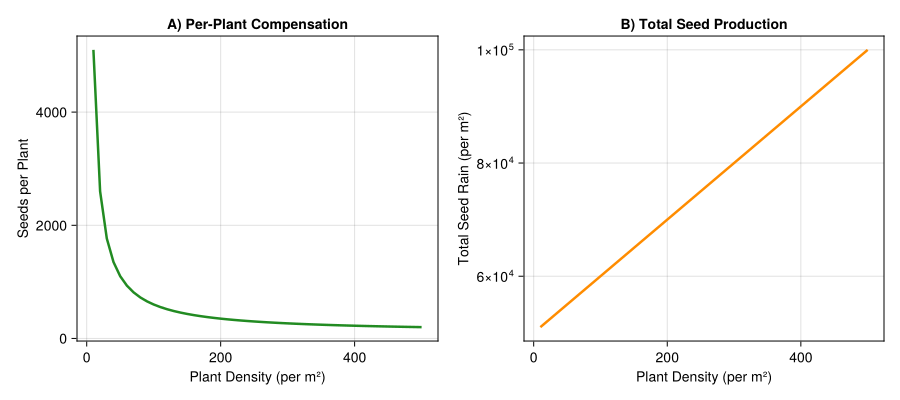 A) Per-Plant Compensation
Seeds per Plant
4000
2000
0
0
200
400
Plant Density (per m²)
B) Total Seed Production
Total Seed Rain (per m²)
1×10⁵
8×10⁴
6×10⁴
0
200
400
Plant Density (per m²)